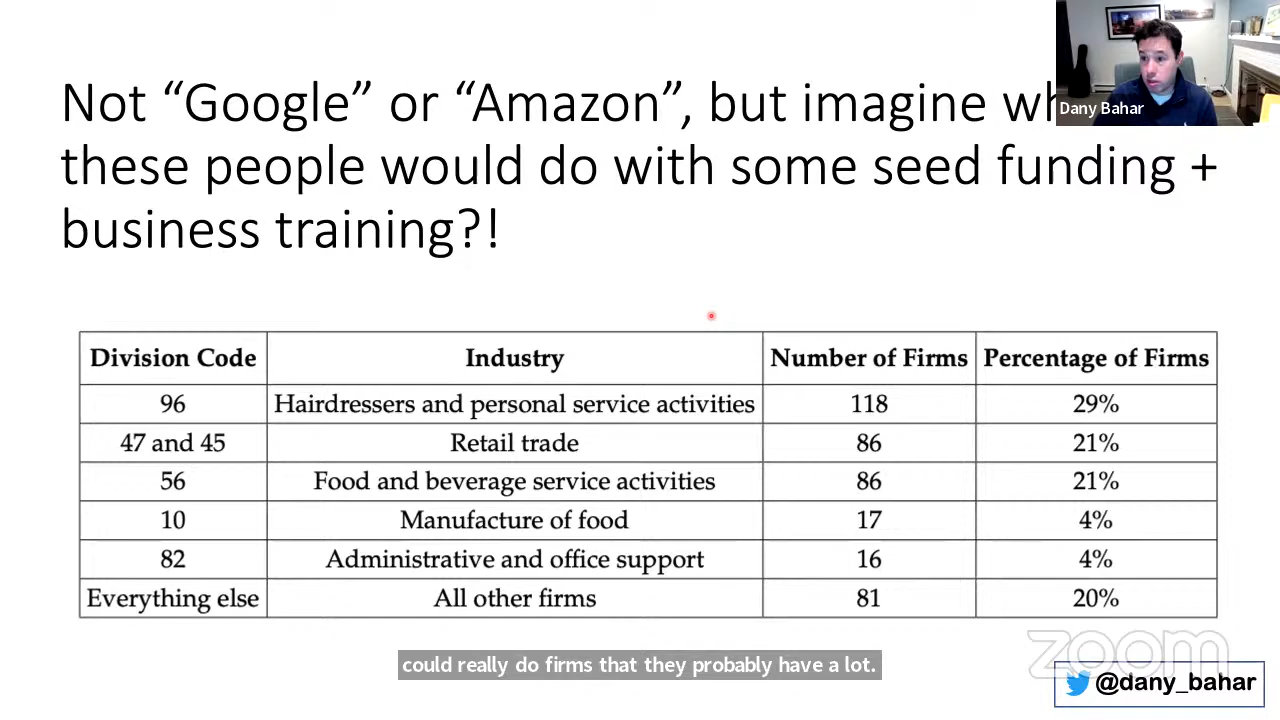 Not “Google” or “Amazon”, but imagine
Dany Bahar
these people would do with some seed funding +
business training?!
Division Code Industry Number of Firms Percentage of Firms
96 Hairdressers and personal service activities 118 29%
47 and 45 Retail trade 86 21%
56 Food and beverage service activities 86 21%
10 Manufacture of food 17 4%
82 Administrative and office support 16 4%
Everything else All other firms 81 20%
zoom
could really do firms that they probably have a lot.
@dany_bahar